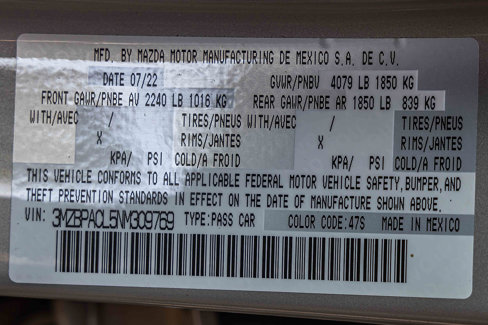 MFD. BY MAZDA MOTOR MANUFACTURING DE MEXICO S.A. DE C.V.
DATE 07/22 GVWR/PNBV 4079 LB 1850 KG
FRONT GAWR/PNBE AV 2240 LB 1016 KG REAR GAWR/PNBE AR 1850 LB 839 KG
WITH/AVEC / TIRES/PNEUS WITH/AVEC / TIRES/PNEUS
X RIMS/JANTES X RIMS/JANTES
KPA/ PSI COLD/A FROID KPA/ PSI COLD/A FROID
THIS VEHICLE CONFORMS TO ALL APPLICABLE FEDERAL MOTOR VEHICLE SAFETY,BUMPER,AND
THEFT PREVENTION STANDARDS IN EFFECT ON THE DATE OF MANUFACTURE SHOWN ABOVE.
VIN: 3MZBPACL5NM309769 TYPE:PASS CAR COLOR CODE:47S MADE IN MEXICO